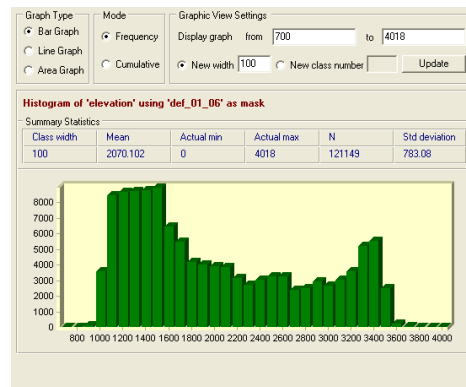 Graph Type Mode Graphic View Settings
Bar Graph Frequency Display graph from 700 to 4018
Line Graph
Area Graph Cumulative New width 100 New class number Update
Histogram of 'elevation' using 'def_01_06' as mask
Summary Statistics
Class width Mean Actual min Actual max N Std deviation
100 2070.102 0 4018 121149 783.08
8000
7000
6000
5000
4000
3000
2000
1000
0
800 1000 1200 1400 1600 1800 2000 2200 2400 2600 2800 3000 3200 3400 3600 3800 4000